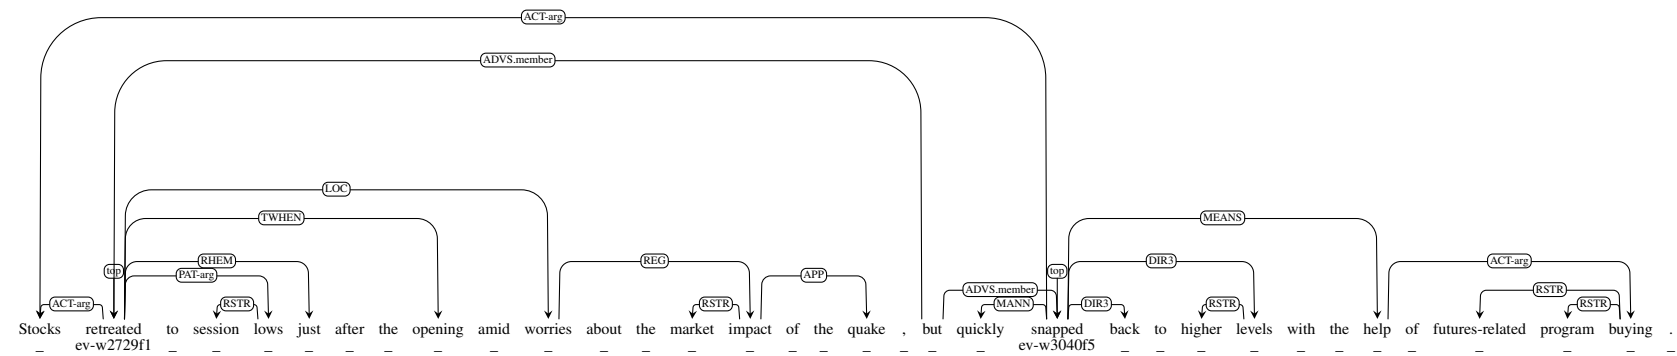 ACT-arg
ADVS.member
LOC
TWHEN MEANS
top RHEM REG top DIR3 ACT-arg
PAT-arg APP
ADVS.member RSTR
ACT-arg RSTR RSTR MANN DIR3 RSTR RSTR
Stocks retreated to session lows just after the opening amid worries about the market impact of the quake , but quickly snapped back to higher levels with the help of futures-related program buying .
_ ev-w2729f1 _ _ _ _ _ _ _ _ _ _ _ _ _ _ _ _ _ _ _ ev-w3040f5 _ _ _ _ _ _ _ _ _ _ _ _